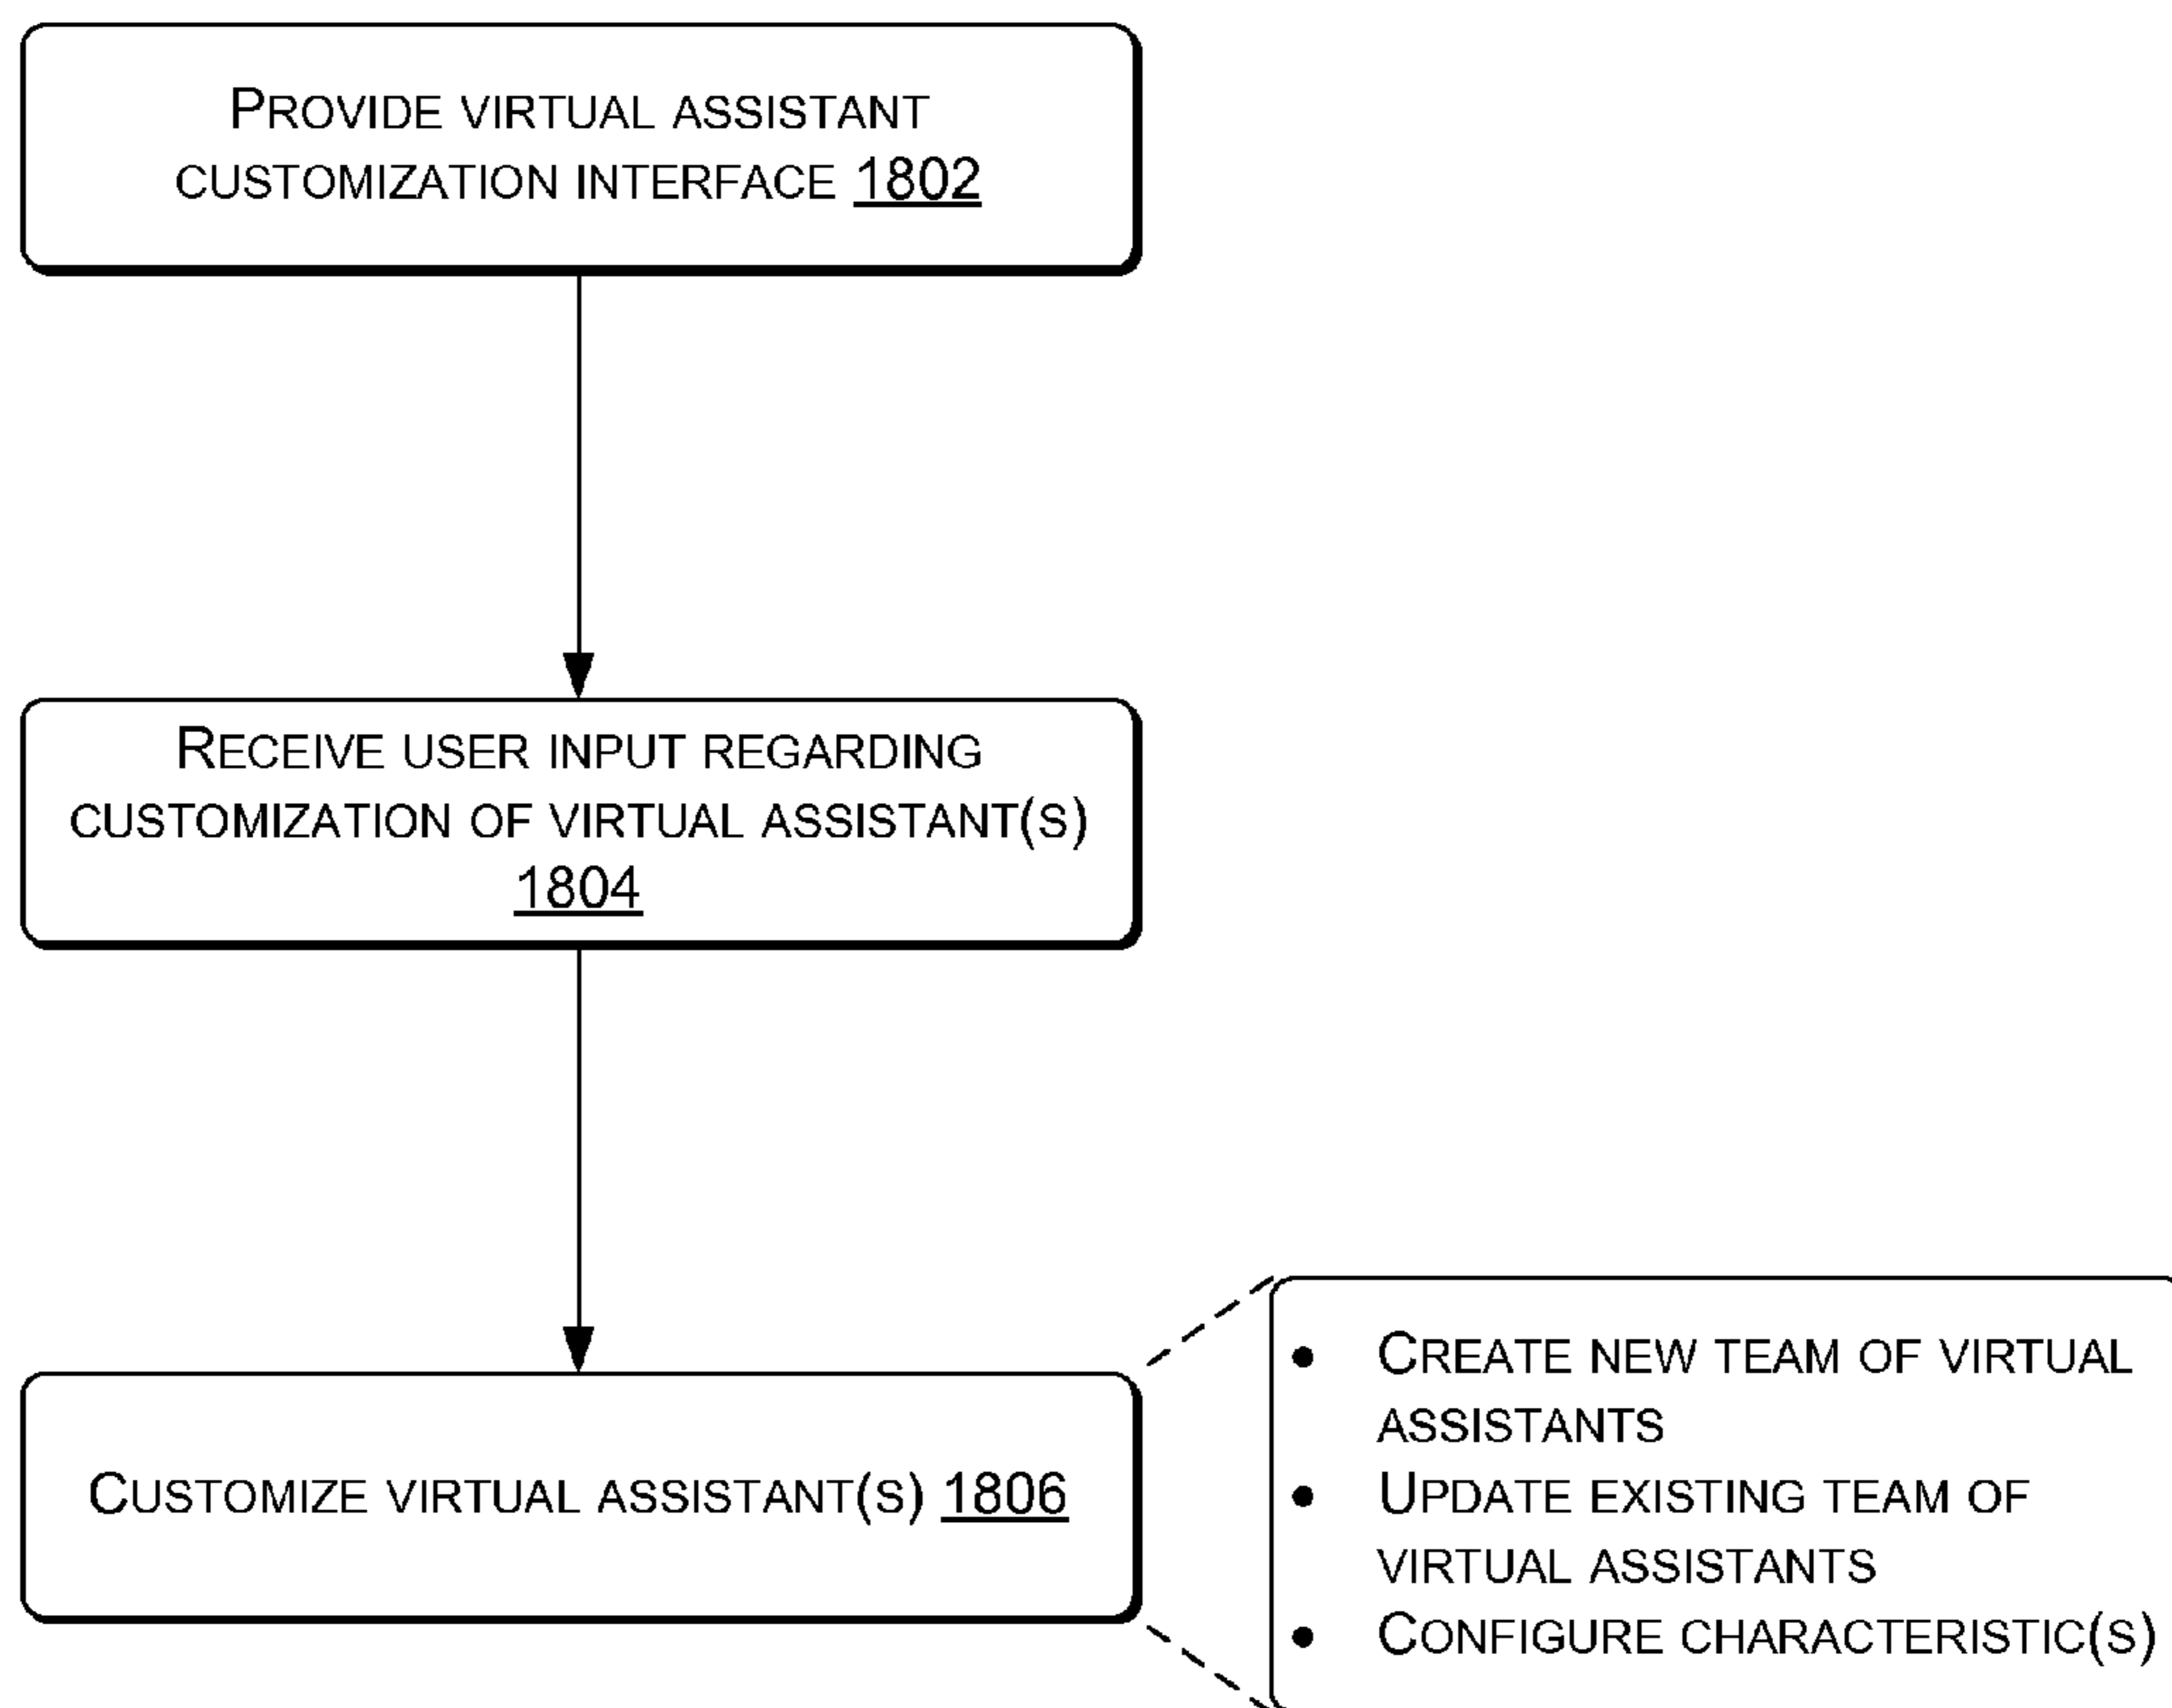 PROVIDE VIRTUAL ASSISTANT
CUSTOMIZATION INTERFACE 1802
RECEIVE USER INPUT REGARDING
CUSTOMIZATION OF VIRTUAL ASSISTANT(S)
1804
CUSTOMIZE VIRTUAL ASSISTANT(S) 1806
• CREATE NEW TEAM OF VIRTUAL
ASSISTANTS
• UPDATE EXISTING TEAM OF
VIRTUAL ASSISTANTS
• CONFIGURE CHARACTERISTIC(S)